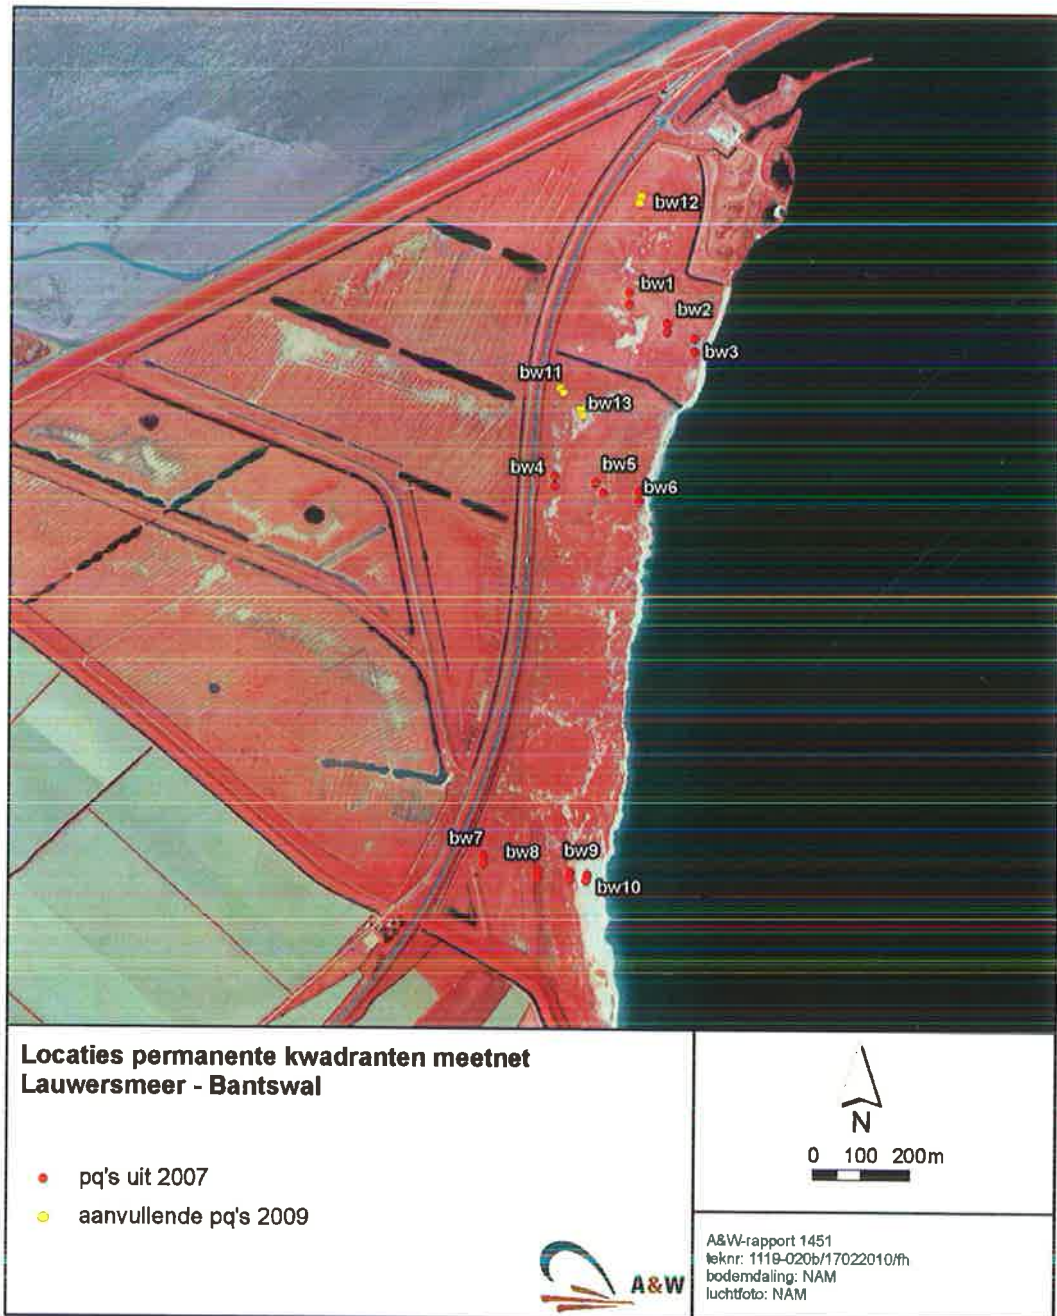 bw12
bw1
bw2
bw3
bw11
bw13
bw4
bw5
bw6
bw7
bw8
bw9
bw10
Locaties permanente kwadranten meetnet
Lauwersmeer - Bantswal
pq's uit 2007
aanvullende pq's 2009
A&W
N
0 100 200m
A&W-rapport 1451
teknr: 1119-020b/17022010/fh
bodemdaling: NAM
luchtfoto: NAM